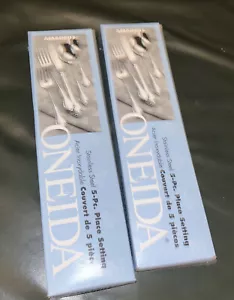 ONEIDA
Stainless Steel 5-Pc. Place Setting
Acier Inoxydable Couvert de 5 pièces
ONEIDA
Stainless Steel 5-Pc. Place Setting
Acier Inoxydable Couvert de 5 pièces